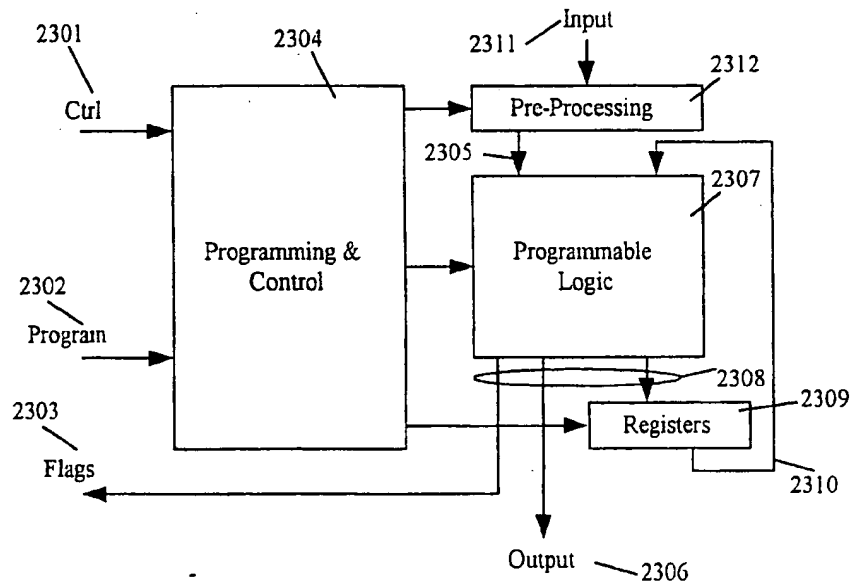 2301
Ctrl
2304
2311
Input
2312
Pre-Processing
2305
2307
Programming &
Control
Programmable
Logic
2302
Program
2308
2309
Registers
2303
Flags
2310
Output
2306